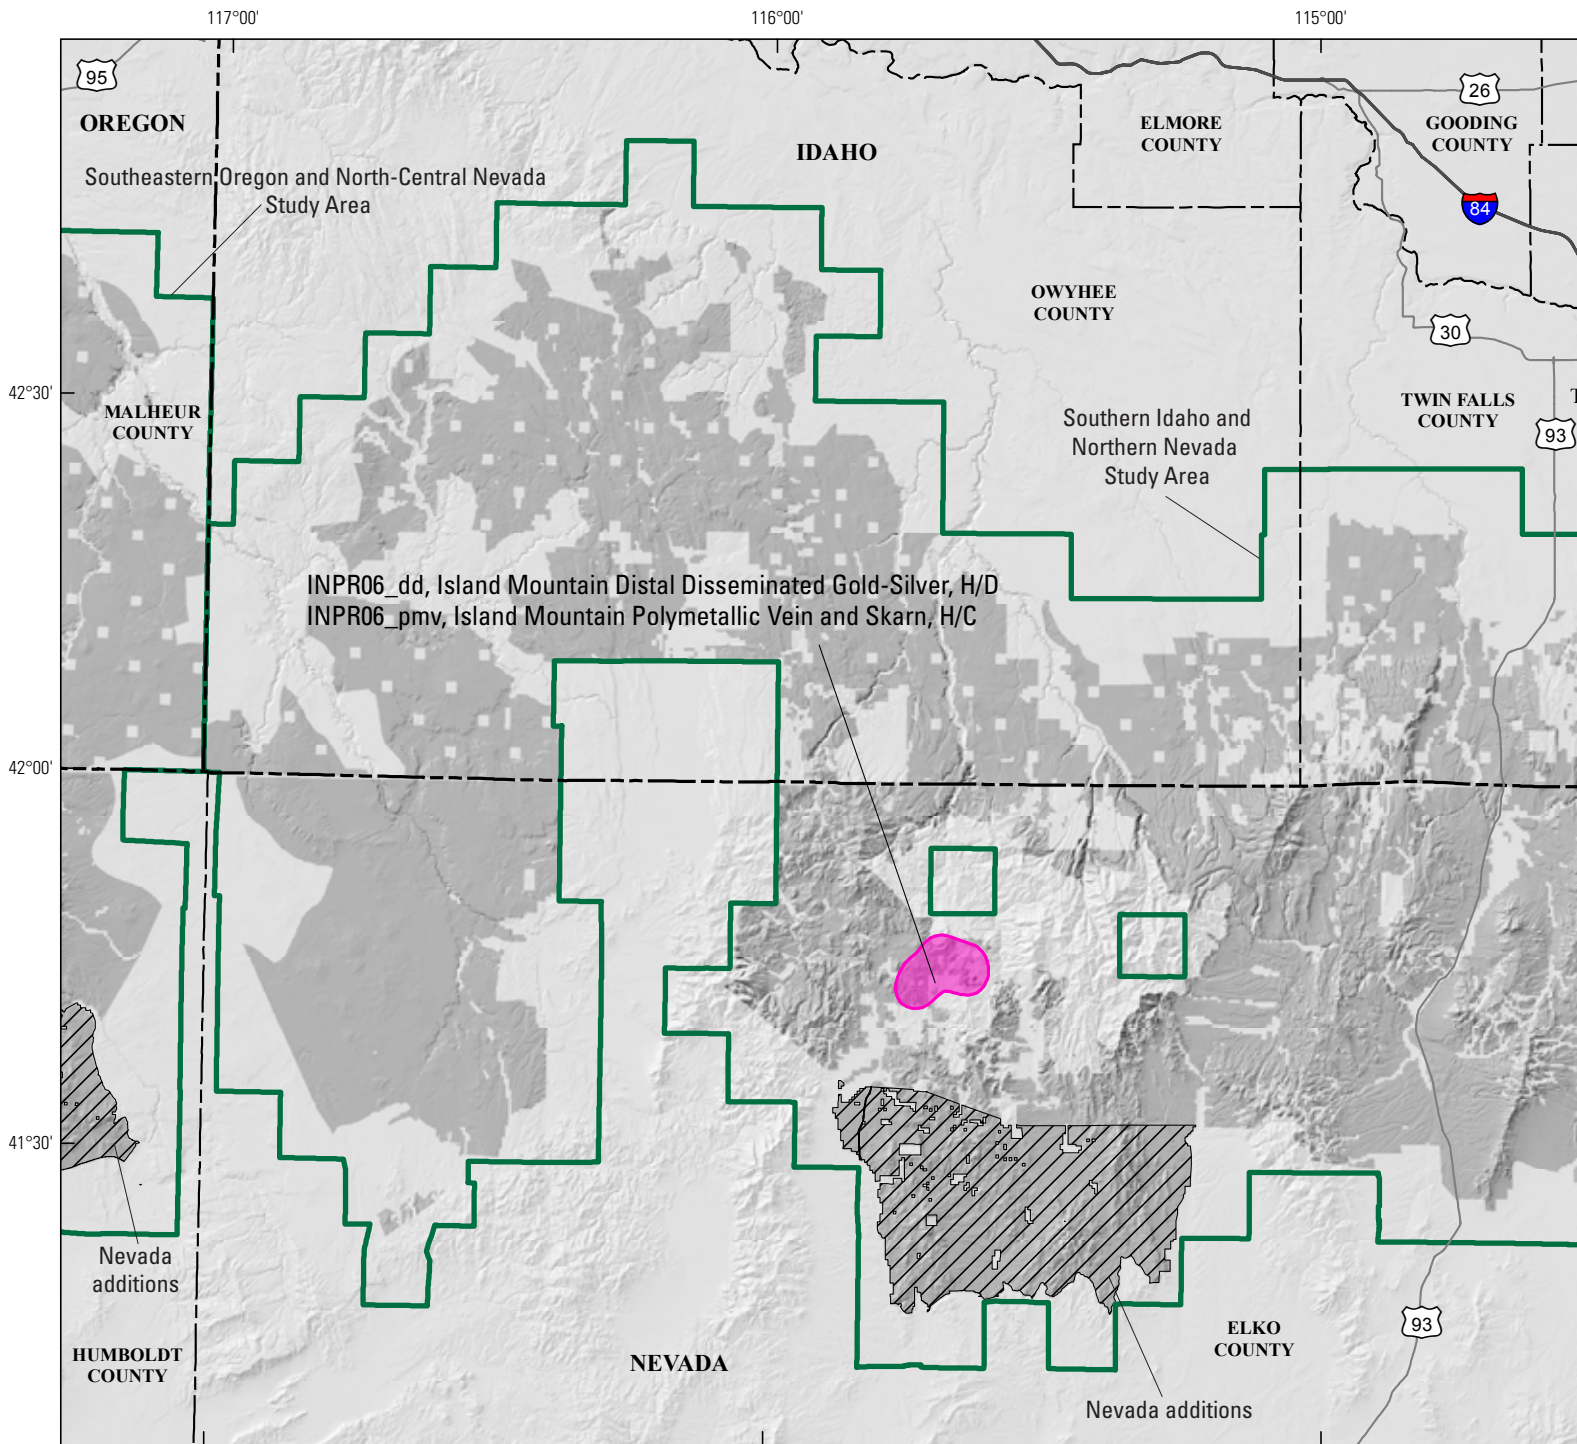 117°00'
116°00'
115°00'
95
26
OREGON
ELMORE
COUNTY
GOODING
COUNTY
IDAHO
Southeastern Oregon and North-Central Nevada
Study Area
84
OWYHEE
COUNTY
30
42°30'
MALHEUR
COUNTY
TWIN FALLS
COUNTY
T
93
Southern Idaho and
Northern Nevada
Study Area
INPR06_dd, Island Mountain Distal Disseminated Gold-Silver, H/D
INPR06_pmv, Island Mountain Polymetallic Vein and Skarn, H/C
42°00'
41°30'
Nevada
additions
93
ELKO
COUNTY
HUMBOLDT
COUNTY
NEVADA
Nevada additions